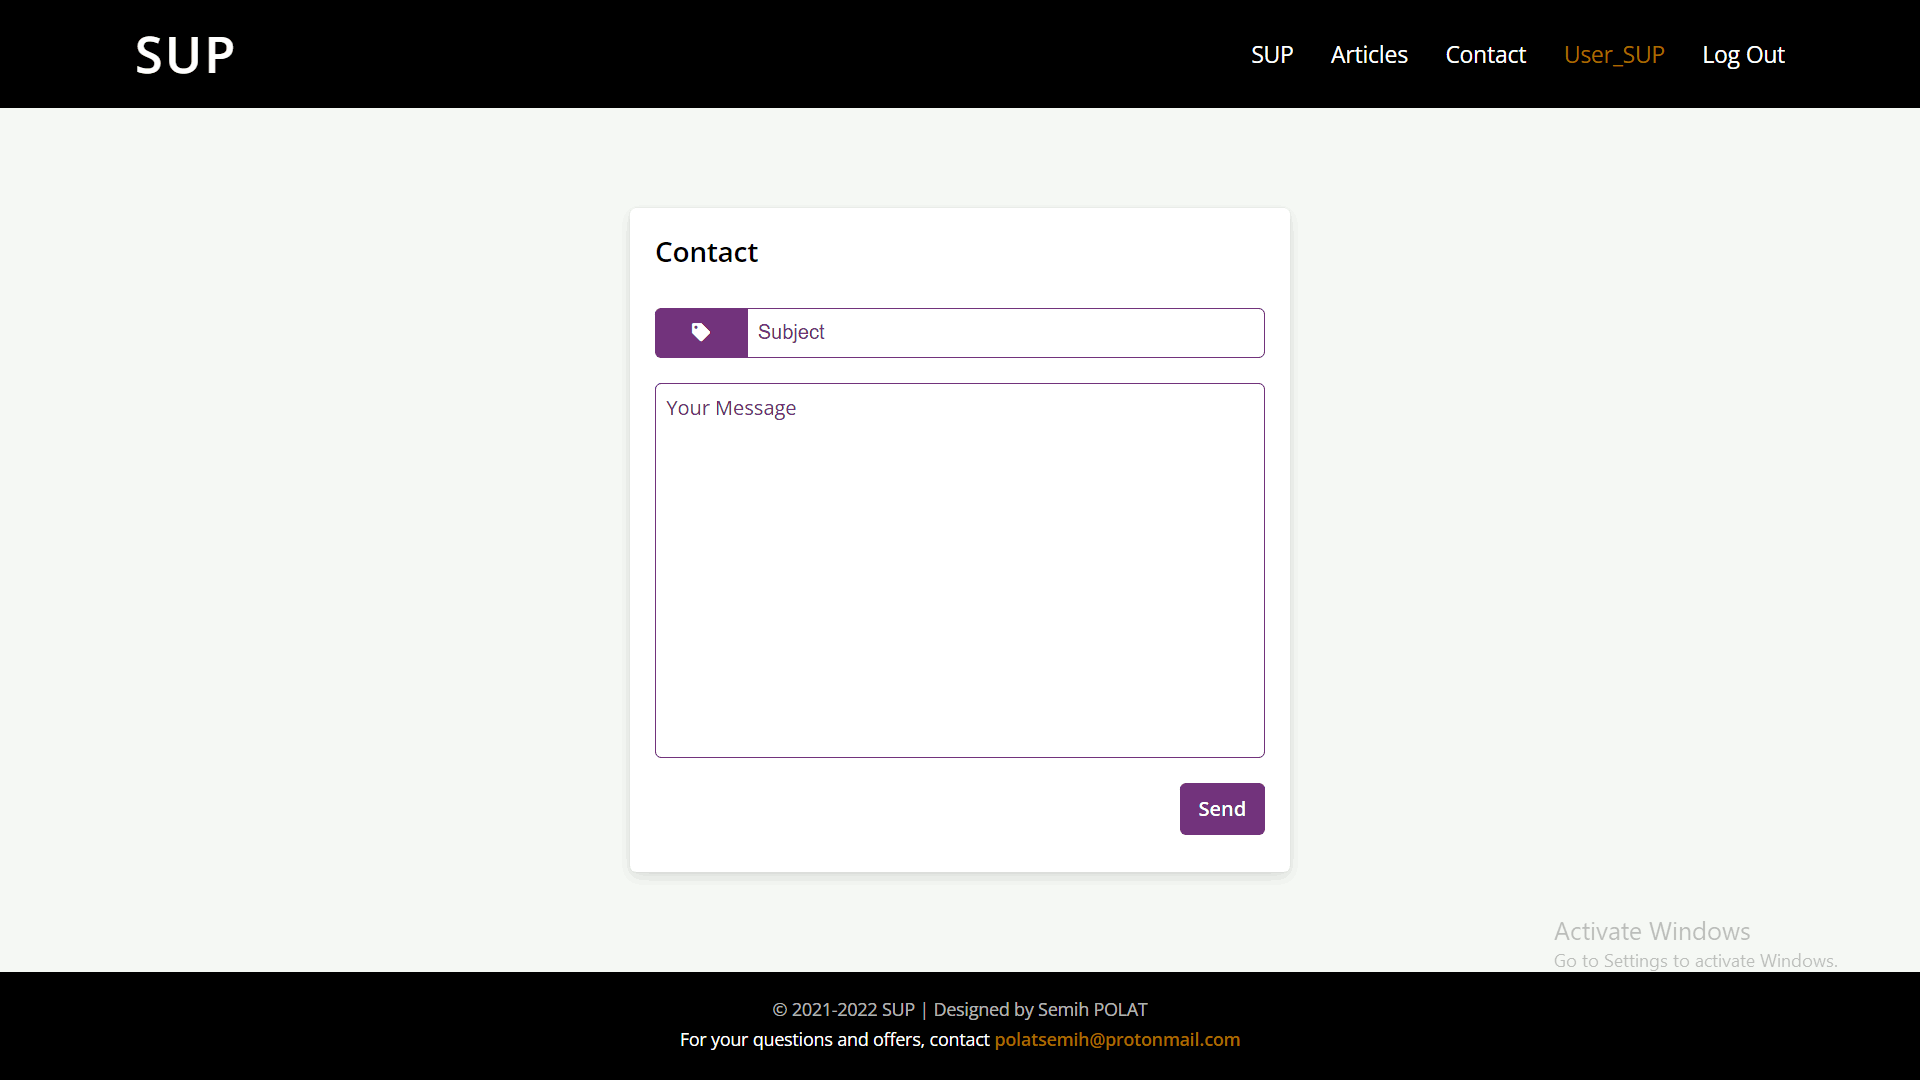 SUP
SUP Articles Contact User_SUP Log Out
Contact
Subject
Your Message
Send
Activate Windows
Go to Settings to activate Windows.
© 2021-2022 SUP | Designed by Semih POLAT
For your questions and offers, contact polatsemih@protonmail.com